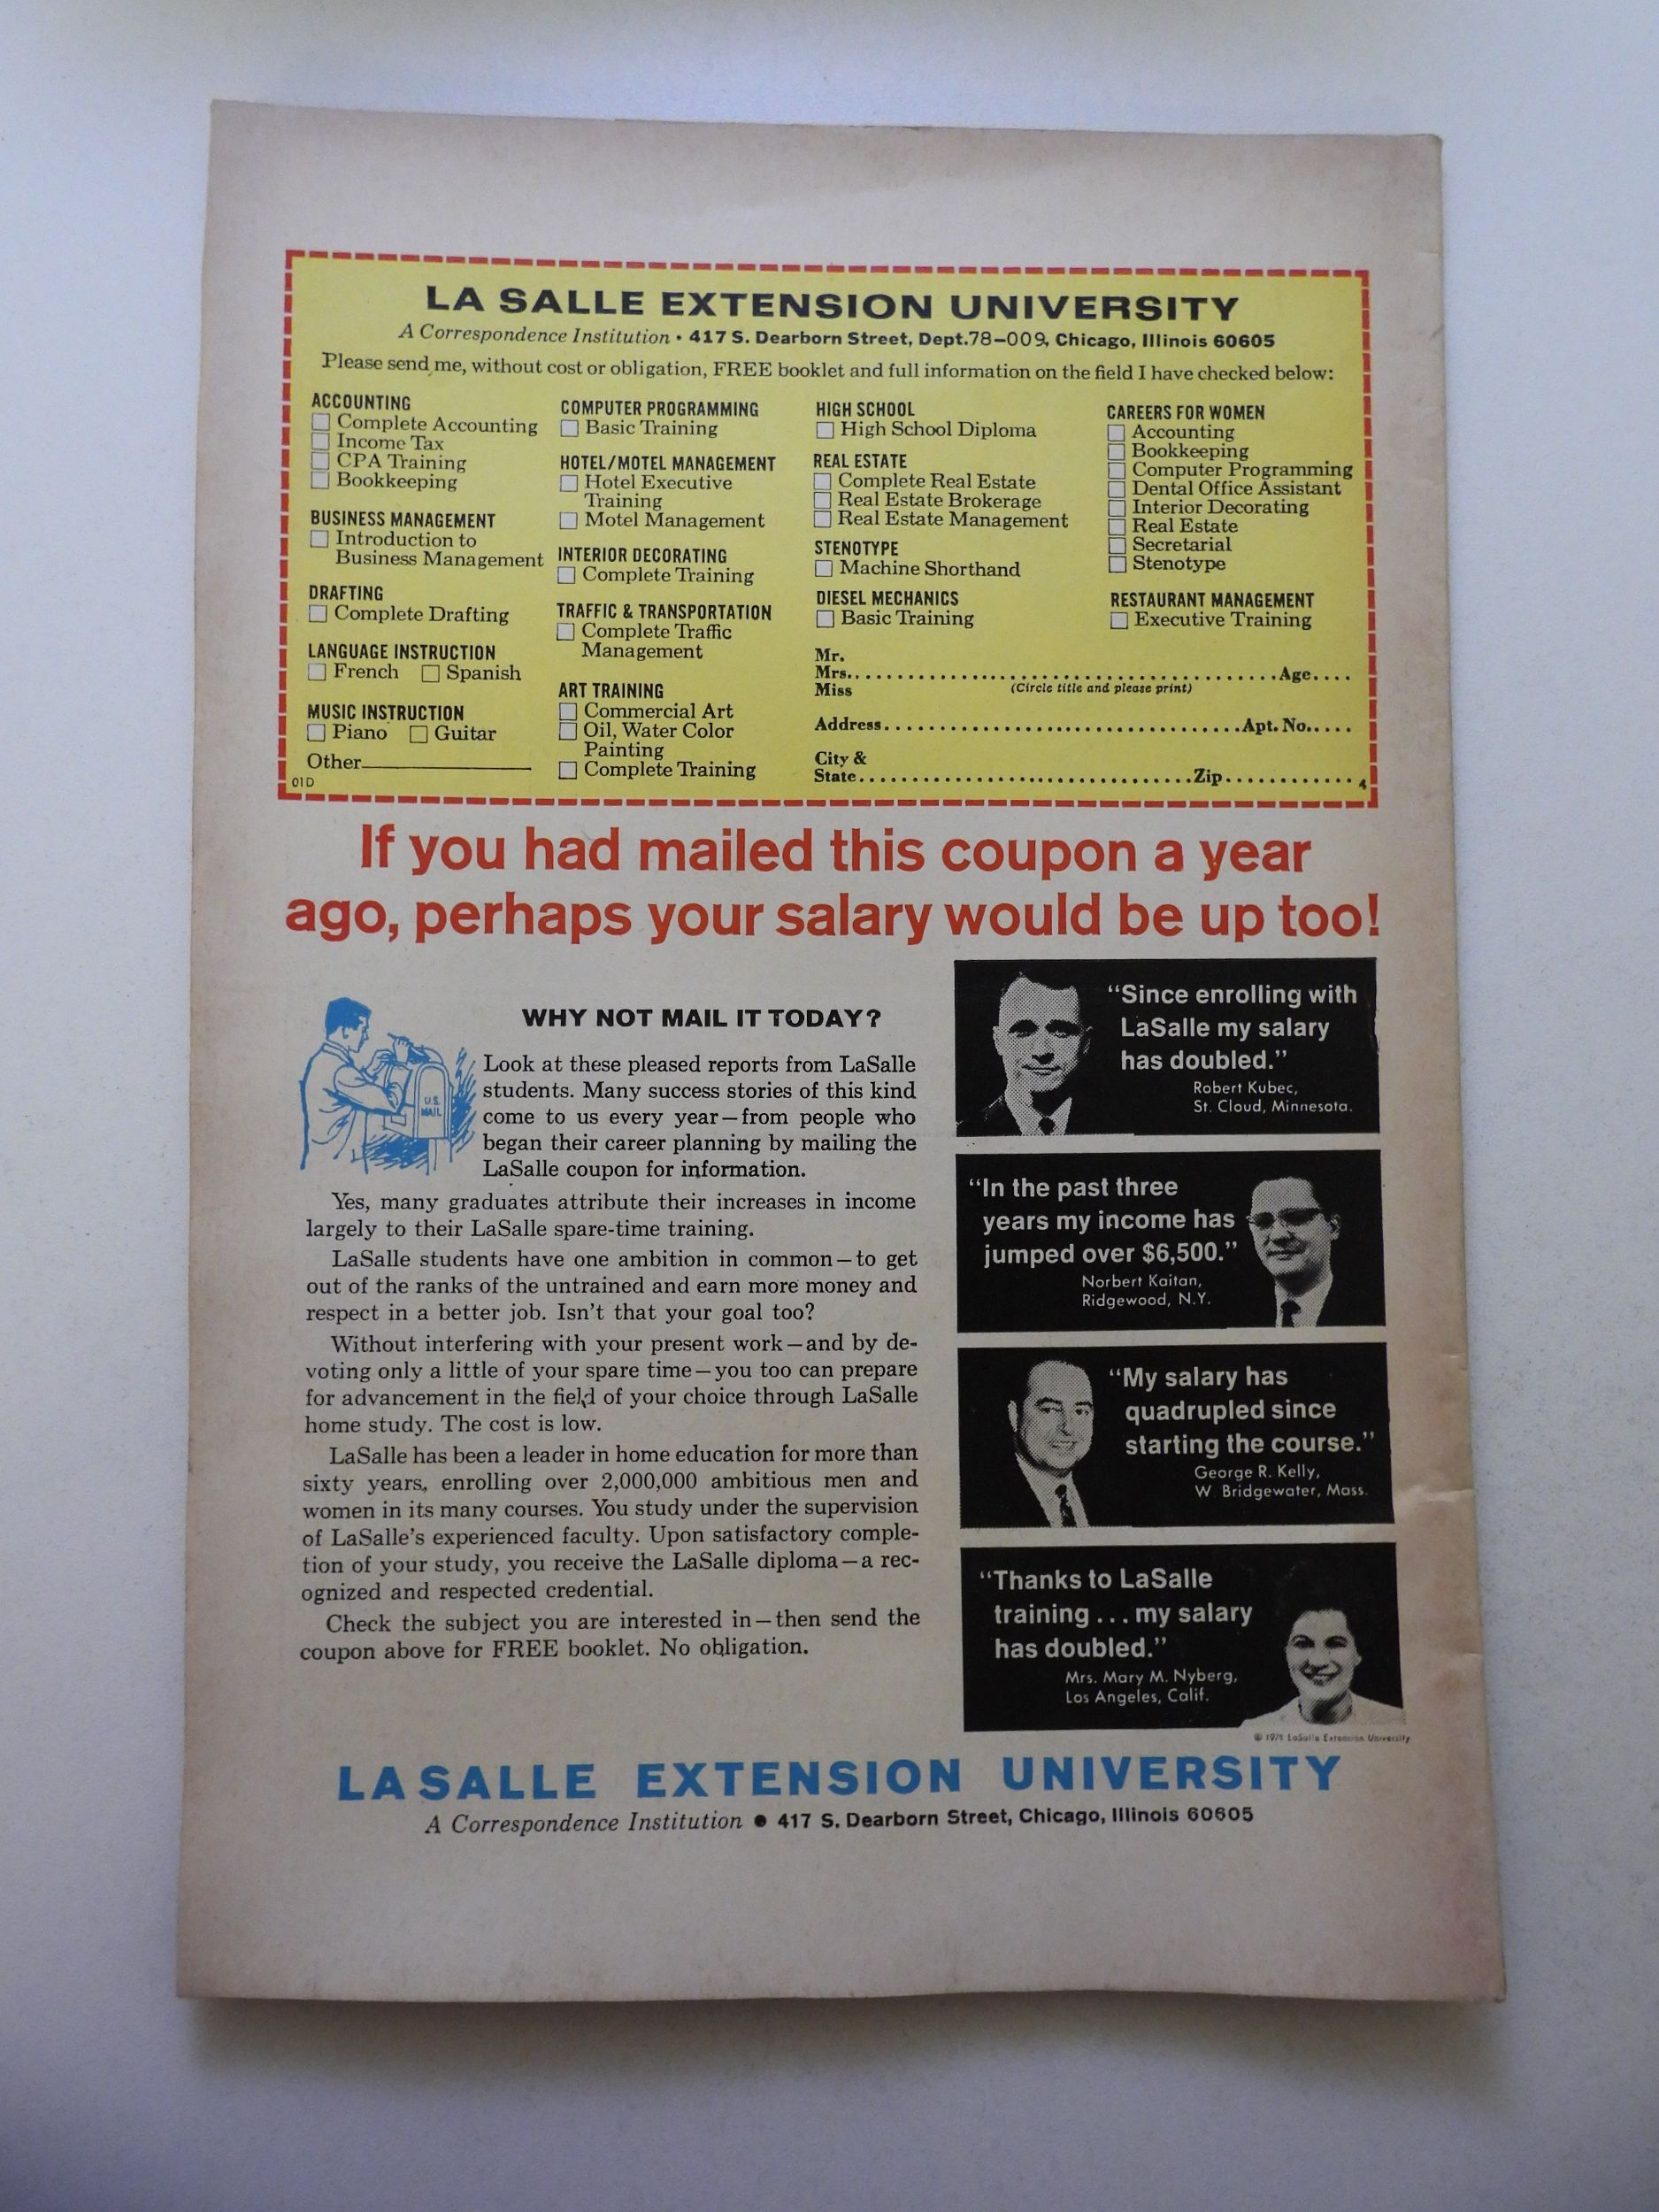 LA SALLE EXTENSION UNIVERSITY
A Correspondence Institution • 417 S. Dearborn Street, Dept.78-009, Chicago, Illinois 60605
Please send me, without cost or obligation, FREE booklet and full information on the field I have checked below:
ACCOUNTING
Complete Accounting
Income Tax
CPA Training
Bookkeeping
BUSINESS MANAGEMENT
Introduction to
Business Management
DRAFTING
Complete Drafting
LANGUAGE INSTRUCTION
French Spanish
MUSIC INSTRUCTION
Piano Guitar
Other
01D
COMPUTER PROGRAMMING
Basic Training
HOTEL/MOTEL MANAGEMENT
Hotel Executive
Training
Motel Management
INTERIOR DECORATING
Complete Training
TRAFFIC & TRANSPORTATION
Complete Traffic
Management
ART TRAINING
Commercial Art
Oil, Water Color
Painting
Complete Training
HIGH SCHOOL
High School Diploma
REAL ESTATE
Complete Real Estate
Real Estate Brokerage
Real Estate Management
STENOTYPE
Machine Shorthand
DIESEL MECHANICS
Basic Training
CAREERS FOR WOMEN
Accounting
Bookkeeping
Computer Programming
Dental Office Assistant
Interior Decorating
Real Estate
Secretarial
Stenotype
RESTAURANT MANAGEMENT
Executive Training
Mr.
Mrs. Age
Miss (Circle title and please print)
Address Apt. No.
City &
State Zip 4
If you had mailed this coupon a year
ago, perhaps your salary would be up too!
U.S.
MAIL
WHY NOT MAIL IT TODAY?
Look at these pleased reports from LaSalle
students. Many success stories of this kind
come to us every year—from people who
began their career planning by mailing the
LaSalle coupon for information.
Yes, many graduates attribute their increases in income
largely to their LaSalle spare-time training.
LaSalle students have one ambition in common—to get
out of the ranks of the untrained and earn more money and
respect in a better job. Isn't that your goal too?
Without interfering with your present work—and by de-
voting only a little of your spare time—you too can prepare
for advancement in the field of your choice through LaSalle
home study. The cost is low.
LaSalle has been a leader in home education for more than
sixty years, enrolling over 2,000,000 ambitious men and
women in its many courses. You study under the supervision
of LaSalle's experienced faculty. Upon satisfactory comple-
tion of your study, you receive the LaSalle diploma—a rec-
ognized and respected credential.
Check the subject you are interested in—then send the
coupon above for FREE booklet. No obligation.
"Since enrolling with
LaSalle my salary
has doubled."
Robert Kubec,
St. Cloud, Minnesota.
"In the past three
years my income has
jumped over $6,500."
Norbert Kaitan,
Ridgewood, N.Y.
"My salary has
quadrupled since
starting the course."
George R. Kelly,
W. Bridgewater, Mass.
"Thanks to LaSalle
training ... my salary
has doubled."
Mrs. Mary M. Nyberg,
Los Angeles, Calif.
© 1971 LaSalle Extension University
LASALLE EXTENSION UNIVERSITY
A Correspondence Institution ● 417 S. Dearborn Street, Chicago, Illinois 60605